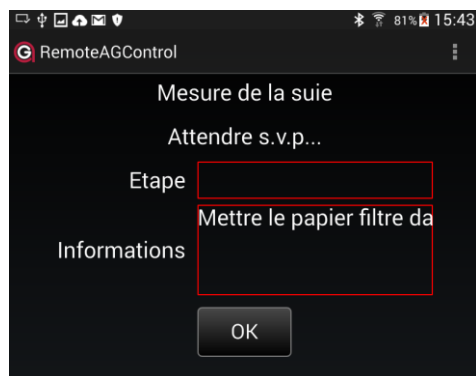 81% 15:43
RemoteAGControl
Mesure de la suie
Attendre s.v.p...
Etape
Mettre le papier filtre da
Informations
OK